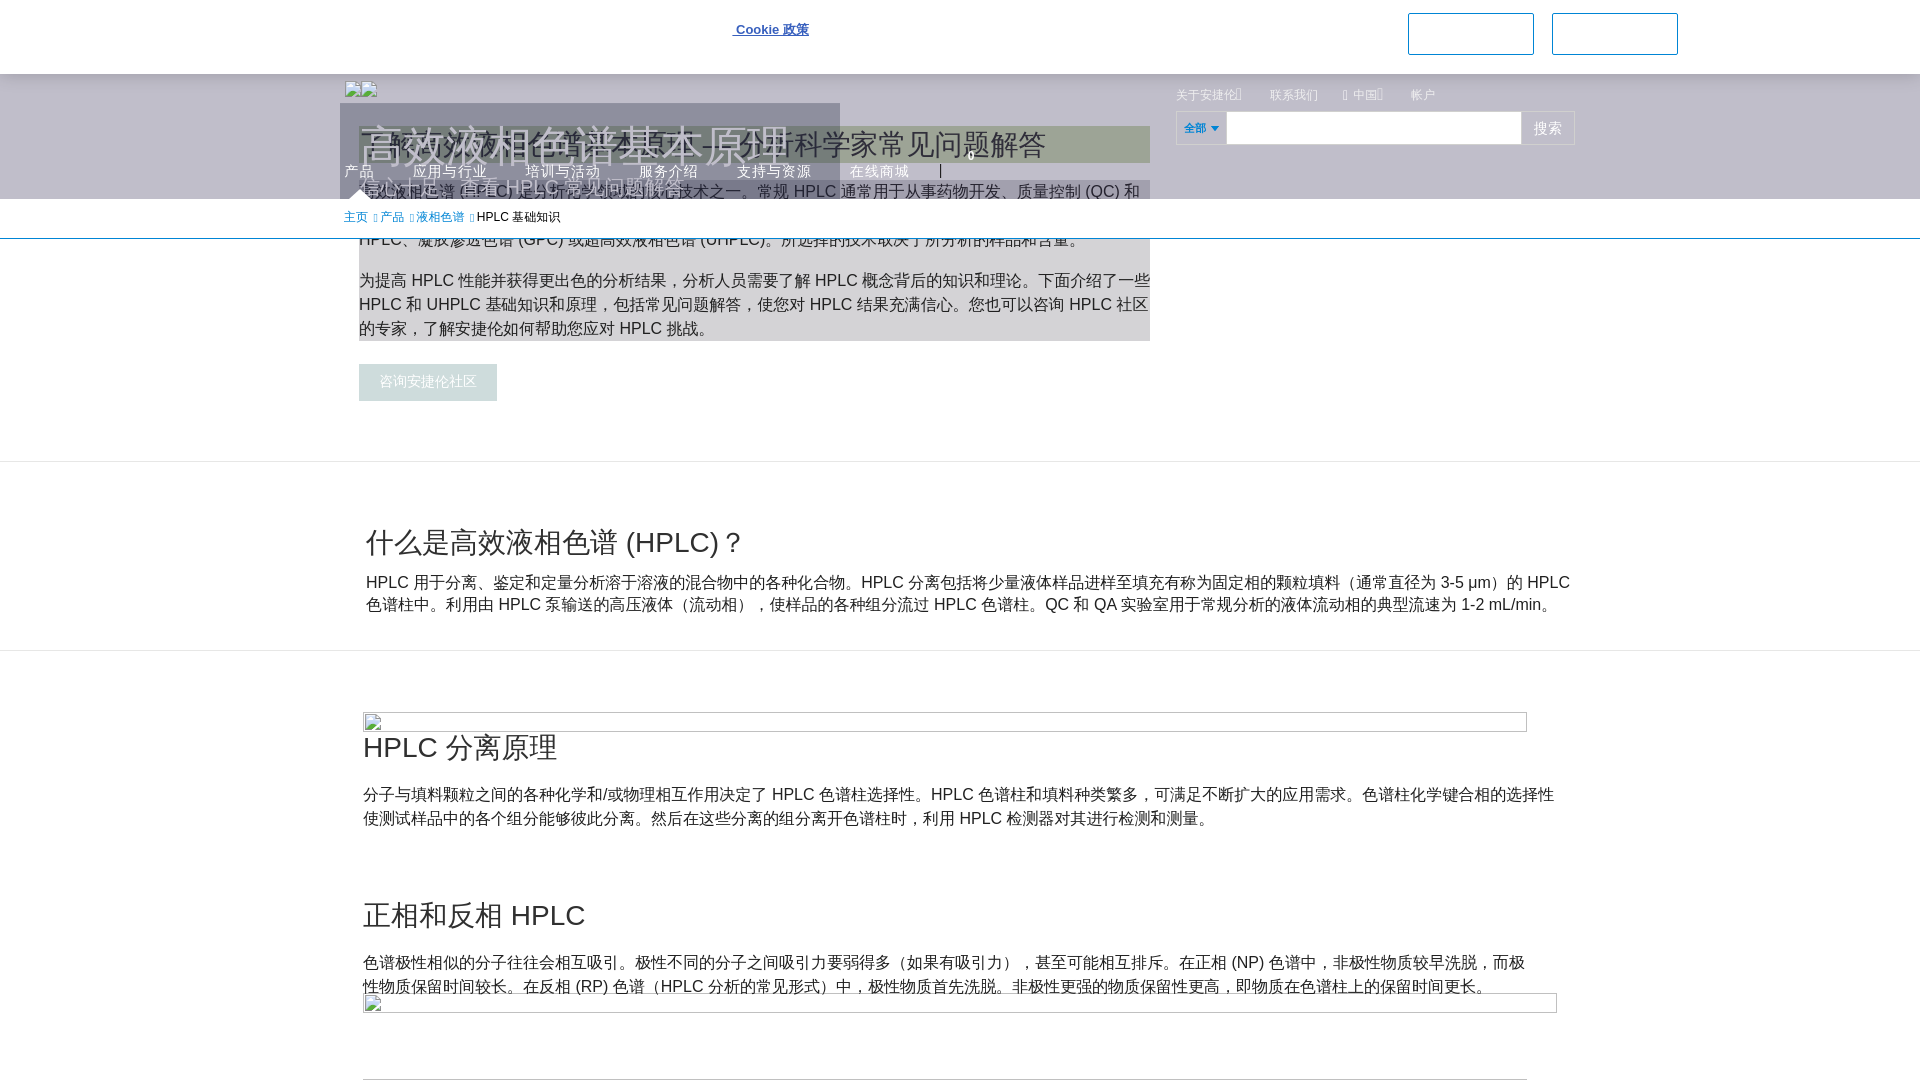 Cookie 政策
关于安捷伦
联系我们
中国
帐户
全部
搜索
高效液相色谱基本原理
了解高效液相色谱基本原理 — 分析科学家常见问题解答
0
产品
应用与行业
培训与活动
服务介绍
支持与资源
在线商城
信心十足 查看 HPLC 常见问题解答
高效液相色谱 (HPLC) 是分析化学领域的核心技术之一。常规 HPLC 通常用于从事药物开发、质量控制 (QC) 和
主页 产品 液相色谱 HPLC 基础知识
HPLC、凝胶渗透色谱 (GPC) 或超高效液相色谱 (UHPLC)。所选择的技术取决于所分析的样品和含量。
为提高 HPLC 性能并获得更出色的分析结果，分析人员需要了解 HPLC 概念背后的知识和理论。下面介绍了一些
HPLC 和 UHPLC 基础知识和原理，包括常见问题解答，使您对 HPLC 结果充满信心。您也可以咨询 HPLC 社区
的专家，了解安捷伦如何帮助您应对 HPLC 挑战。
咨询安捷伦社区
什么是高效液相色谱 (HPLC)？
HPLC 用于分离、鉴定和定量分析溶于溶液的混合物中的各种化合物。HPLC 分离包括将少量液体样品进样至填充有称为固定相的颗粒填料（通常直径为 3-5 μm）的 HPLC
色谱柱中。利用由 HPLC 泵输送的高压液体（流动相），使样品的各种组分流过 HPLC 色谱柱。QC 和 QA 实验室用于常规分析的液体流动相的典型流速为 1-2 mL/min。
HPLC 分离原理
分子与填料颗粒之间的各种化学和/或物理相互作用决定了 HPLC 色谱柱选择性。HPLC 色谱柱和填料种类繁多，可满足不断扩大的应用需求。色谱柱化学键合相的选择性
使测试样品中的各个组分能够彼此分离。然后在这些分离的组分离开色谱柱时，利用 HPLC 检测器对其进行检测和测量。
正相和反相 HPLC
色谱极性相似的分子往往会相互吸引。极性不同的分子之间吸引力要弱得多（如果有吸引力），甚至可能相互排斥。在正相 (NP) 色谱中，非极性物质较早洗脱，而极
性物质保留时间较长。在反相 (RP) 色谱（HPLC 分析的常见形式）中，极性物质首先洗脱。非极性更强的物质保留性更高，即物质在色谱柱上的保留时间更长。